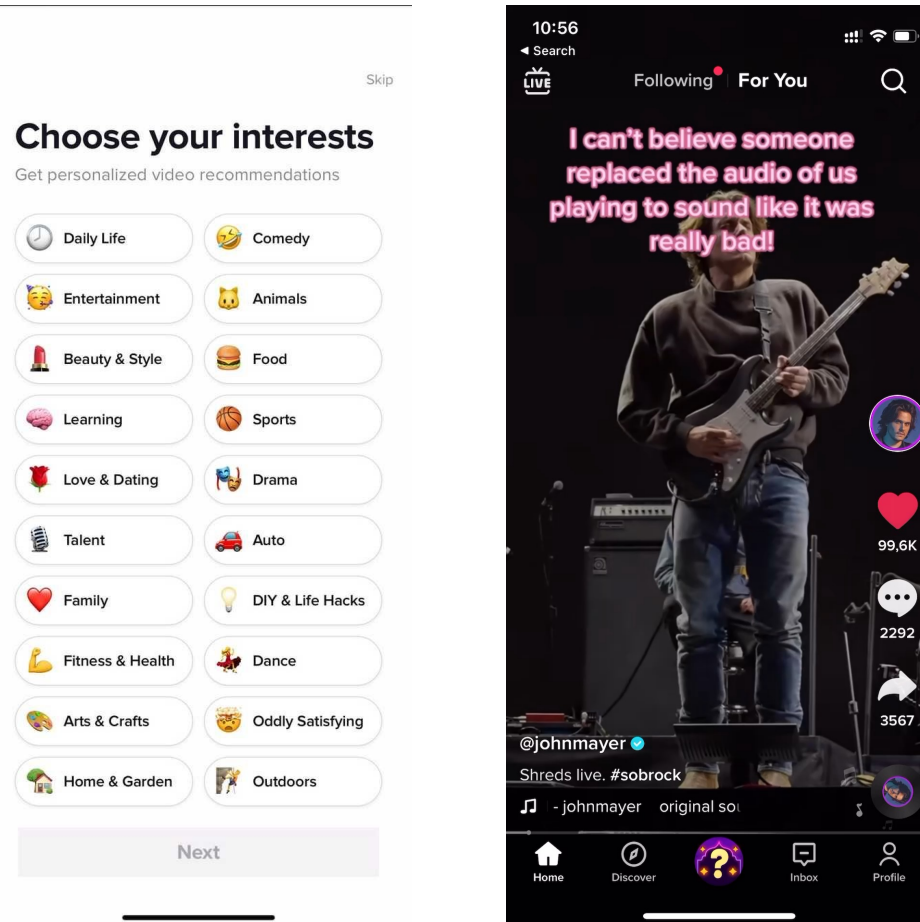 Skip
Choose your interests
Get personalized video recommendations
Daily Life
Comedy
Entertainment
Animals
Beauty & Style
Food
Learning
Sports
Love & Dating
Drama
Talent
Auto
Family
DIY & Life Hacks
Fitness & Health
Dance
Arts & Crafts
Oddly Satisfying
Home & Garden
Outdoors
Next
10:56
Search
LIVE
Following
For You
I can't believe someone
replaced the audio of us
playing to sound like it was
really bad!
99,6K
2292
3567
@johnmayer
Shreds live. #sobrock
- johnmayer original sou
?
Home
Discover
Inbox
Profile